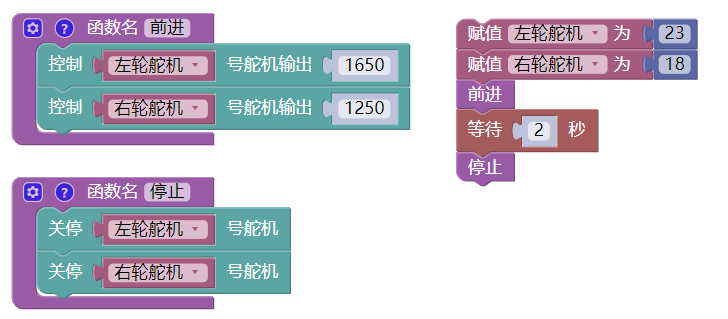 函数名 前进
控制 左轮舵机 号舵机输出 1650
控制 右轮舵机 号舵机输出 1250
函数名 停止
关停 左轮舵机 号舵机
关停 右轮舵机 号舵机
赋值 左轮舵机 为 23
赋值 右轮舵机 为 18
前进
等待 2 秒
停止